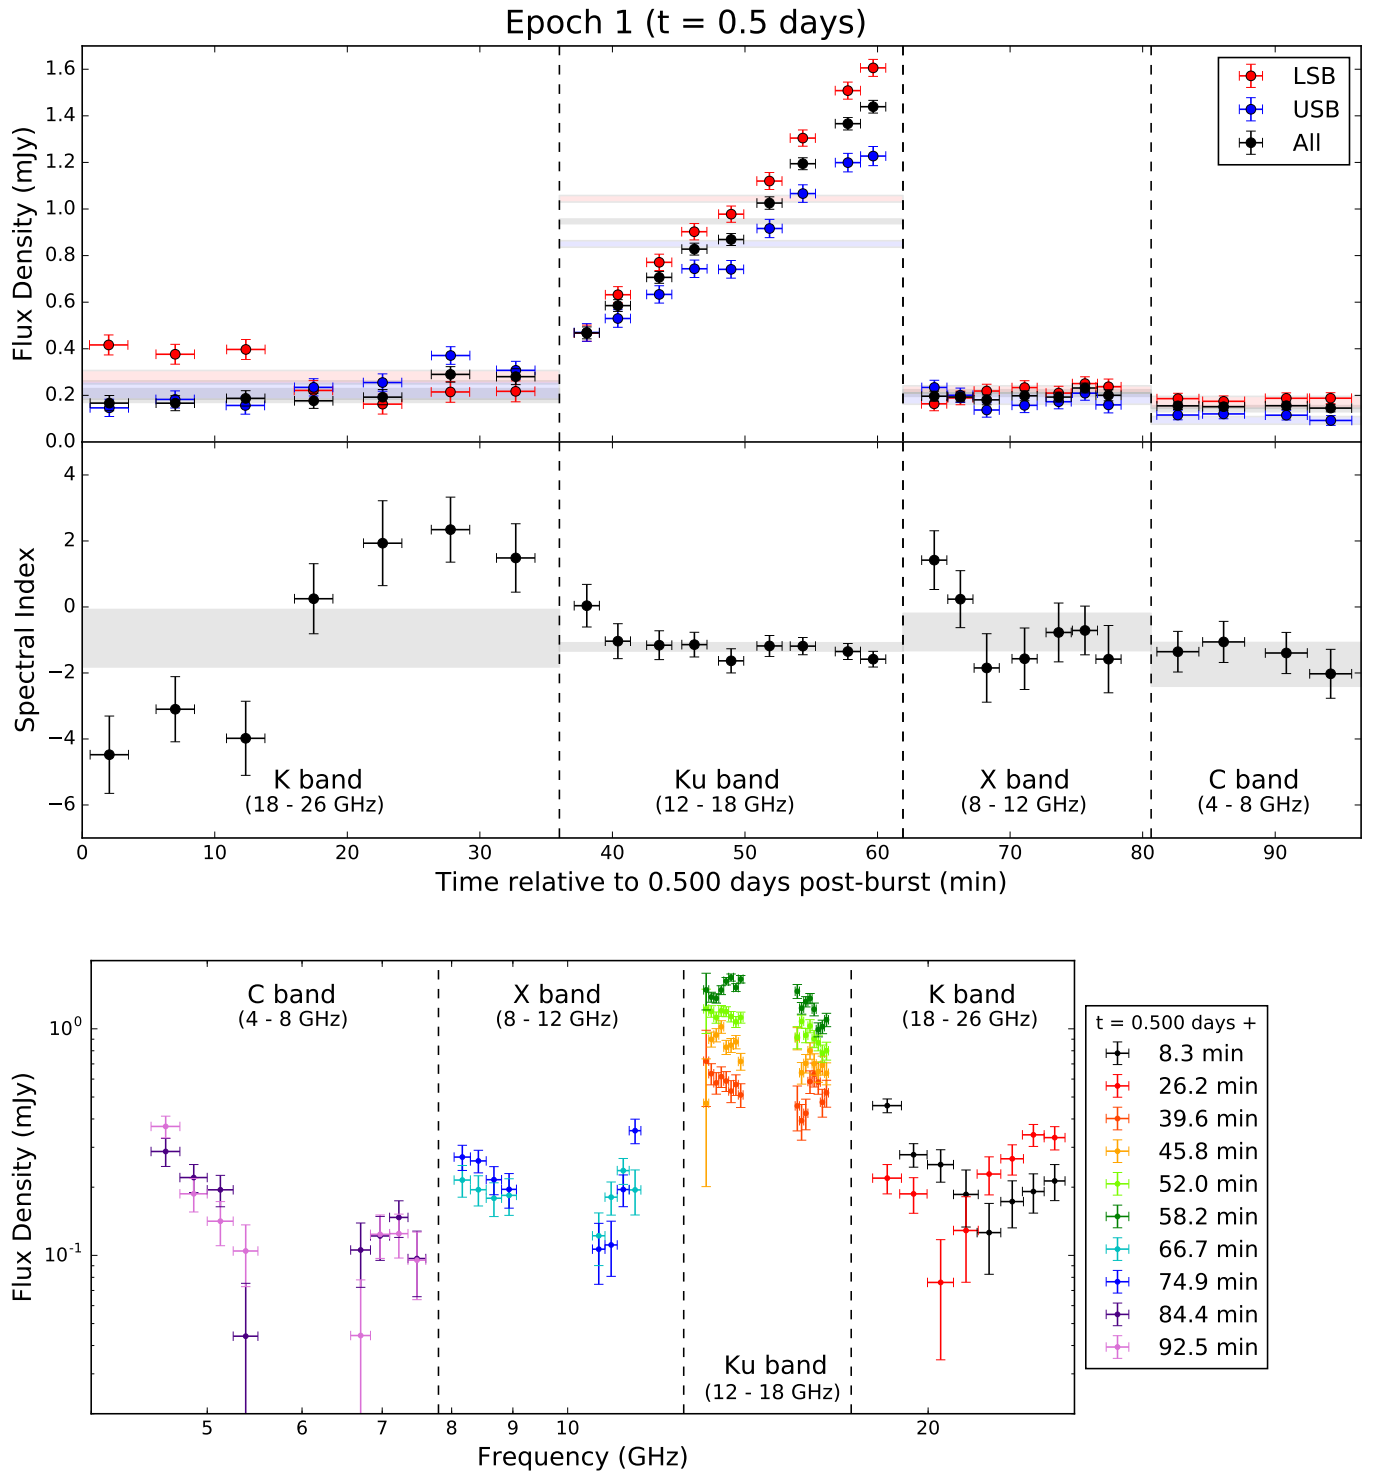 Epoch 1 (t = 0.5 days)
Flux Density (mJy)
1.6
1.4
1.2
1.0
0.8
0.6
0.4
0.2
0.0
LSB
USB
All
Spectral Index
4
2
0
−2
−4
−6
K band
(18 - 26 GHz)
Ku band
(12 - 18 GHz)
X band
(8 - 12 GHz)
C band
(4 - 8 GHz)
0 10 20 30 40 50 60 70 80 90
Time relative to 0.500 days post-burst (min)
Flux Density (mJy)
10⁰
10⁻¹
C band
(4 - 8 GHz)
X band
(8 - 12 GHz)
Ku band
(12 - 18 GHz)
K band
(18 - 26 GHz)
5 6 7 8 9 10 20
Frequency (GHz)
t = 0.500 days +
8.3 min
26.2 min
39.6 min
45.8 min
52.0 min
58.2 min
66.7 min
74.9 min
84.4 min
92.5 min